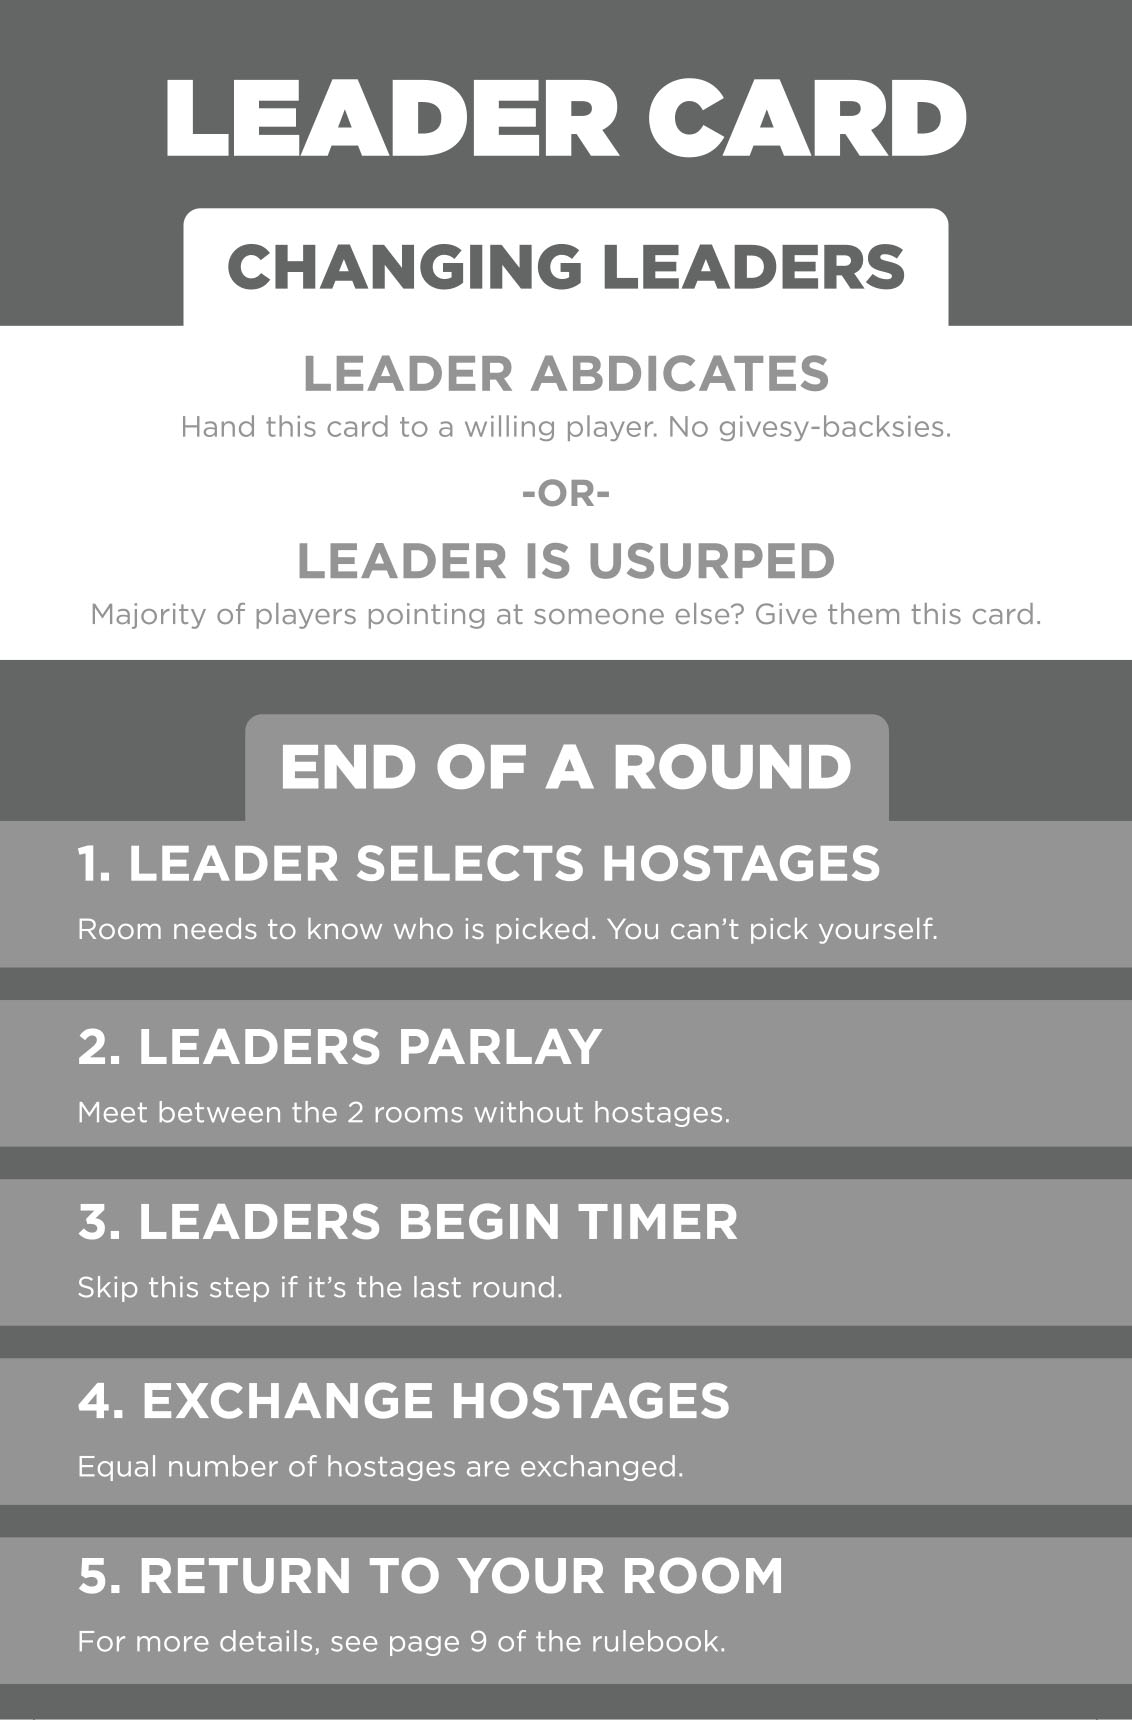 LEADER CARD
CHANGING LEADERS
LEADER ABDICATES
Hand this card to a willing player. No givesy-backsies.
-OR-
LEADER IS USURPED
Majority of players pointing at someone else? Give them this card.
END OF A ROUND
1. LEADER SELECTS HOSTAGES
Room needs to know who is picked. You can’t pick yourself.
2. LEADERS PARLAY
Meet between the 2 rooms without hostages.
3. LEADERS BEGIN TIMER
Skip this step if it’s the last round.
4. EXCHANGE HOSTAGES
Equal number of hostages are exchanged.
5. RETURN TO YOUR ROOM
For more details, see page 9 of the rulebook.